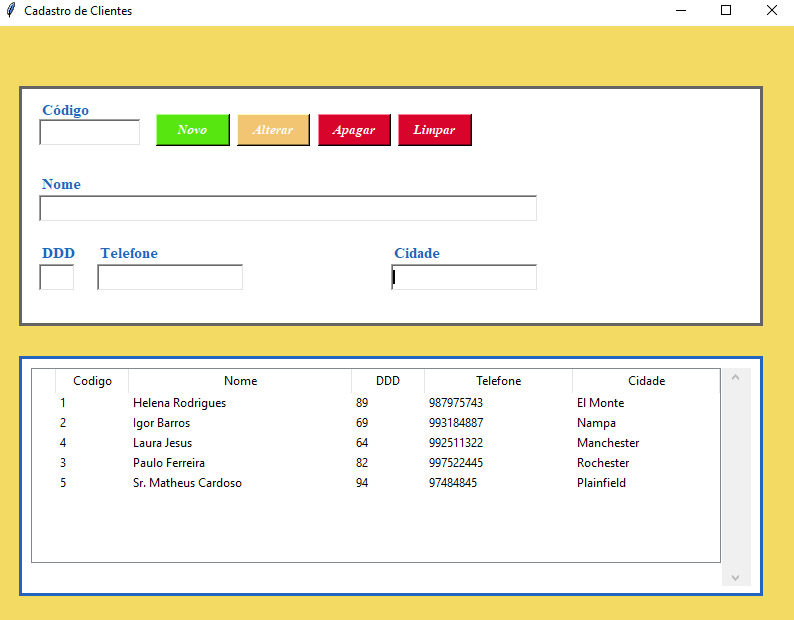 Cadastro de Clientes
Código
Novo Alterar Apagar Limpar
Nome
DDD Telefone Cidade
Codigo Nome DDD Telefone Cidade
1 Helena Rodrigues 89 987975743 El Monte
2 Igor Barros 69 993184887 Nampa
4 Laura Jesus 64 992511322 Manchester
3 Paulo Ferreira 82 997522445 Rochester
5 Sr. Matheus Cardoso 94 97484845 Plainfield